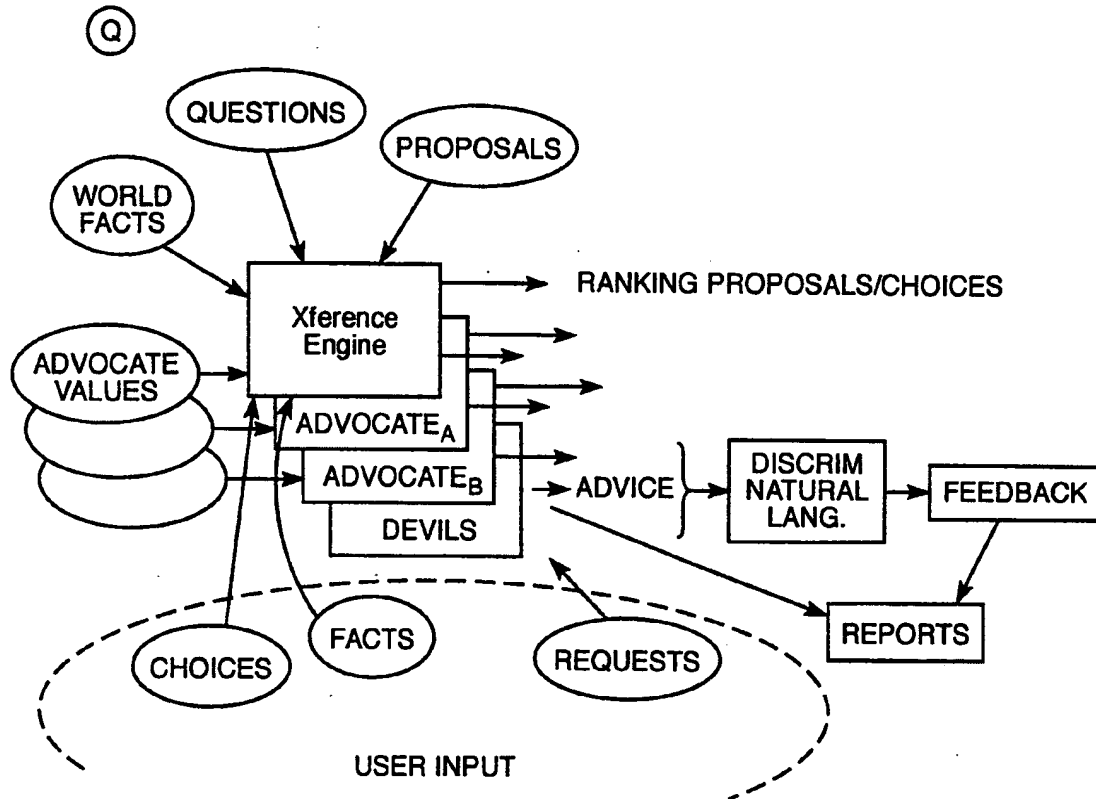 Q
QUESTIONS
PROPOSALS
WORLD
FACTS
RANKING PROPOSALS/CHOICES
Xference
Engine
ADVOCATE
VALUES
ADVOCATEA
ADVOCATEB
ADVICE
DISCRIM
NATURAL
LANG.
FEEDBACK
DEVILS
FACTS
CHOICES
REQUESTS
REPORTS
USER INPUT